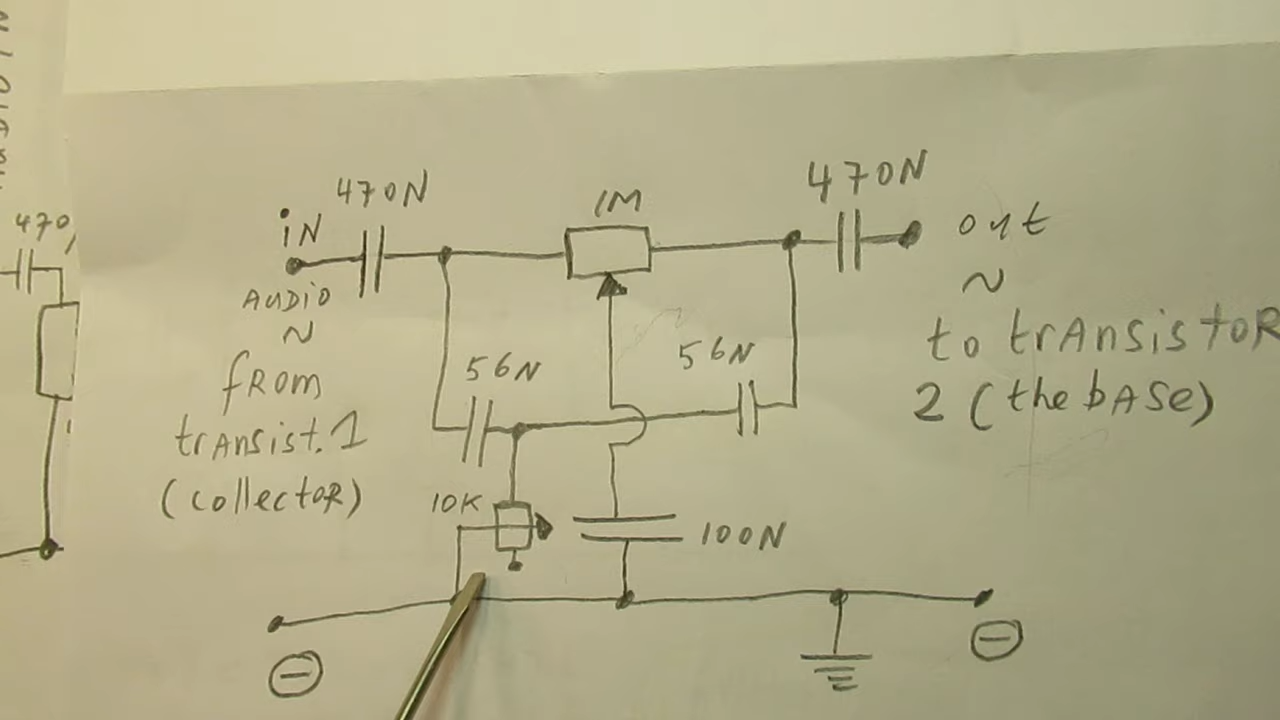 470N
1M
470N
iN
AUDiO
~
fROM
tRANsist.1
(collectoR)
out
~
to tRANsistoR
2 (the bAse)
56N
56N
10K
100N
470